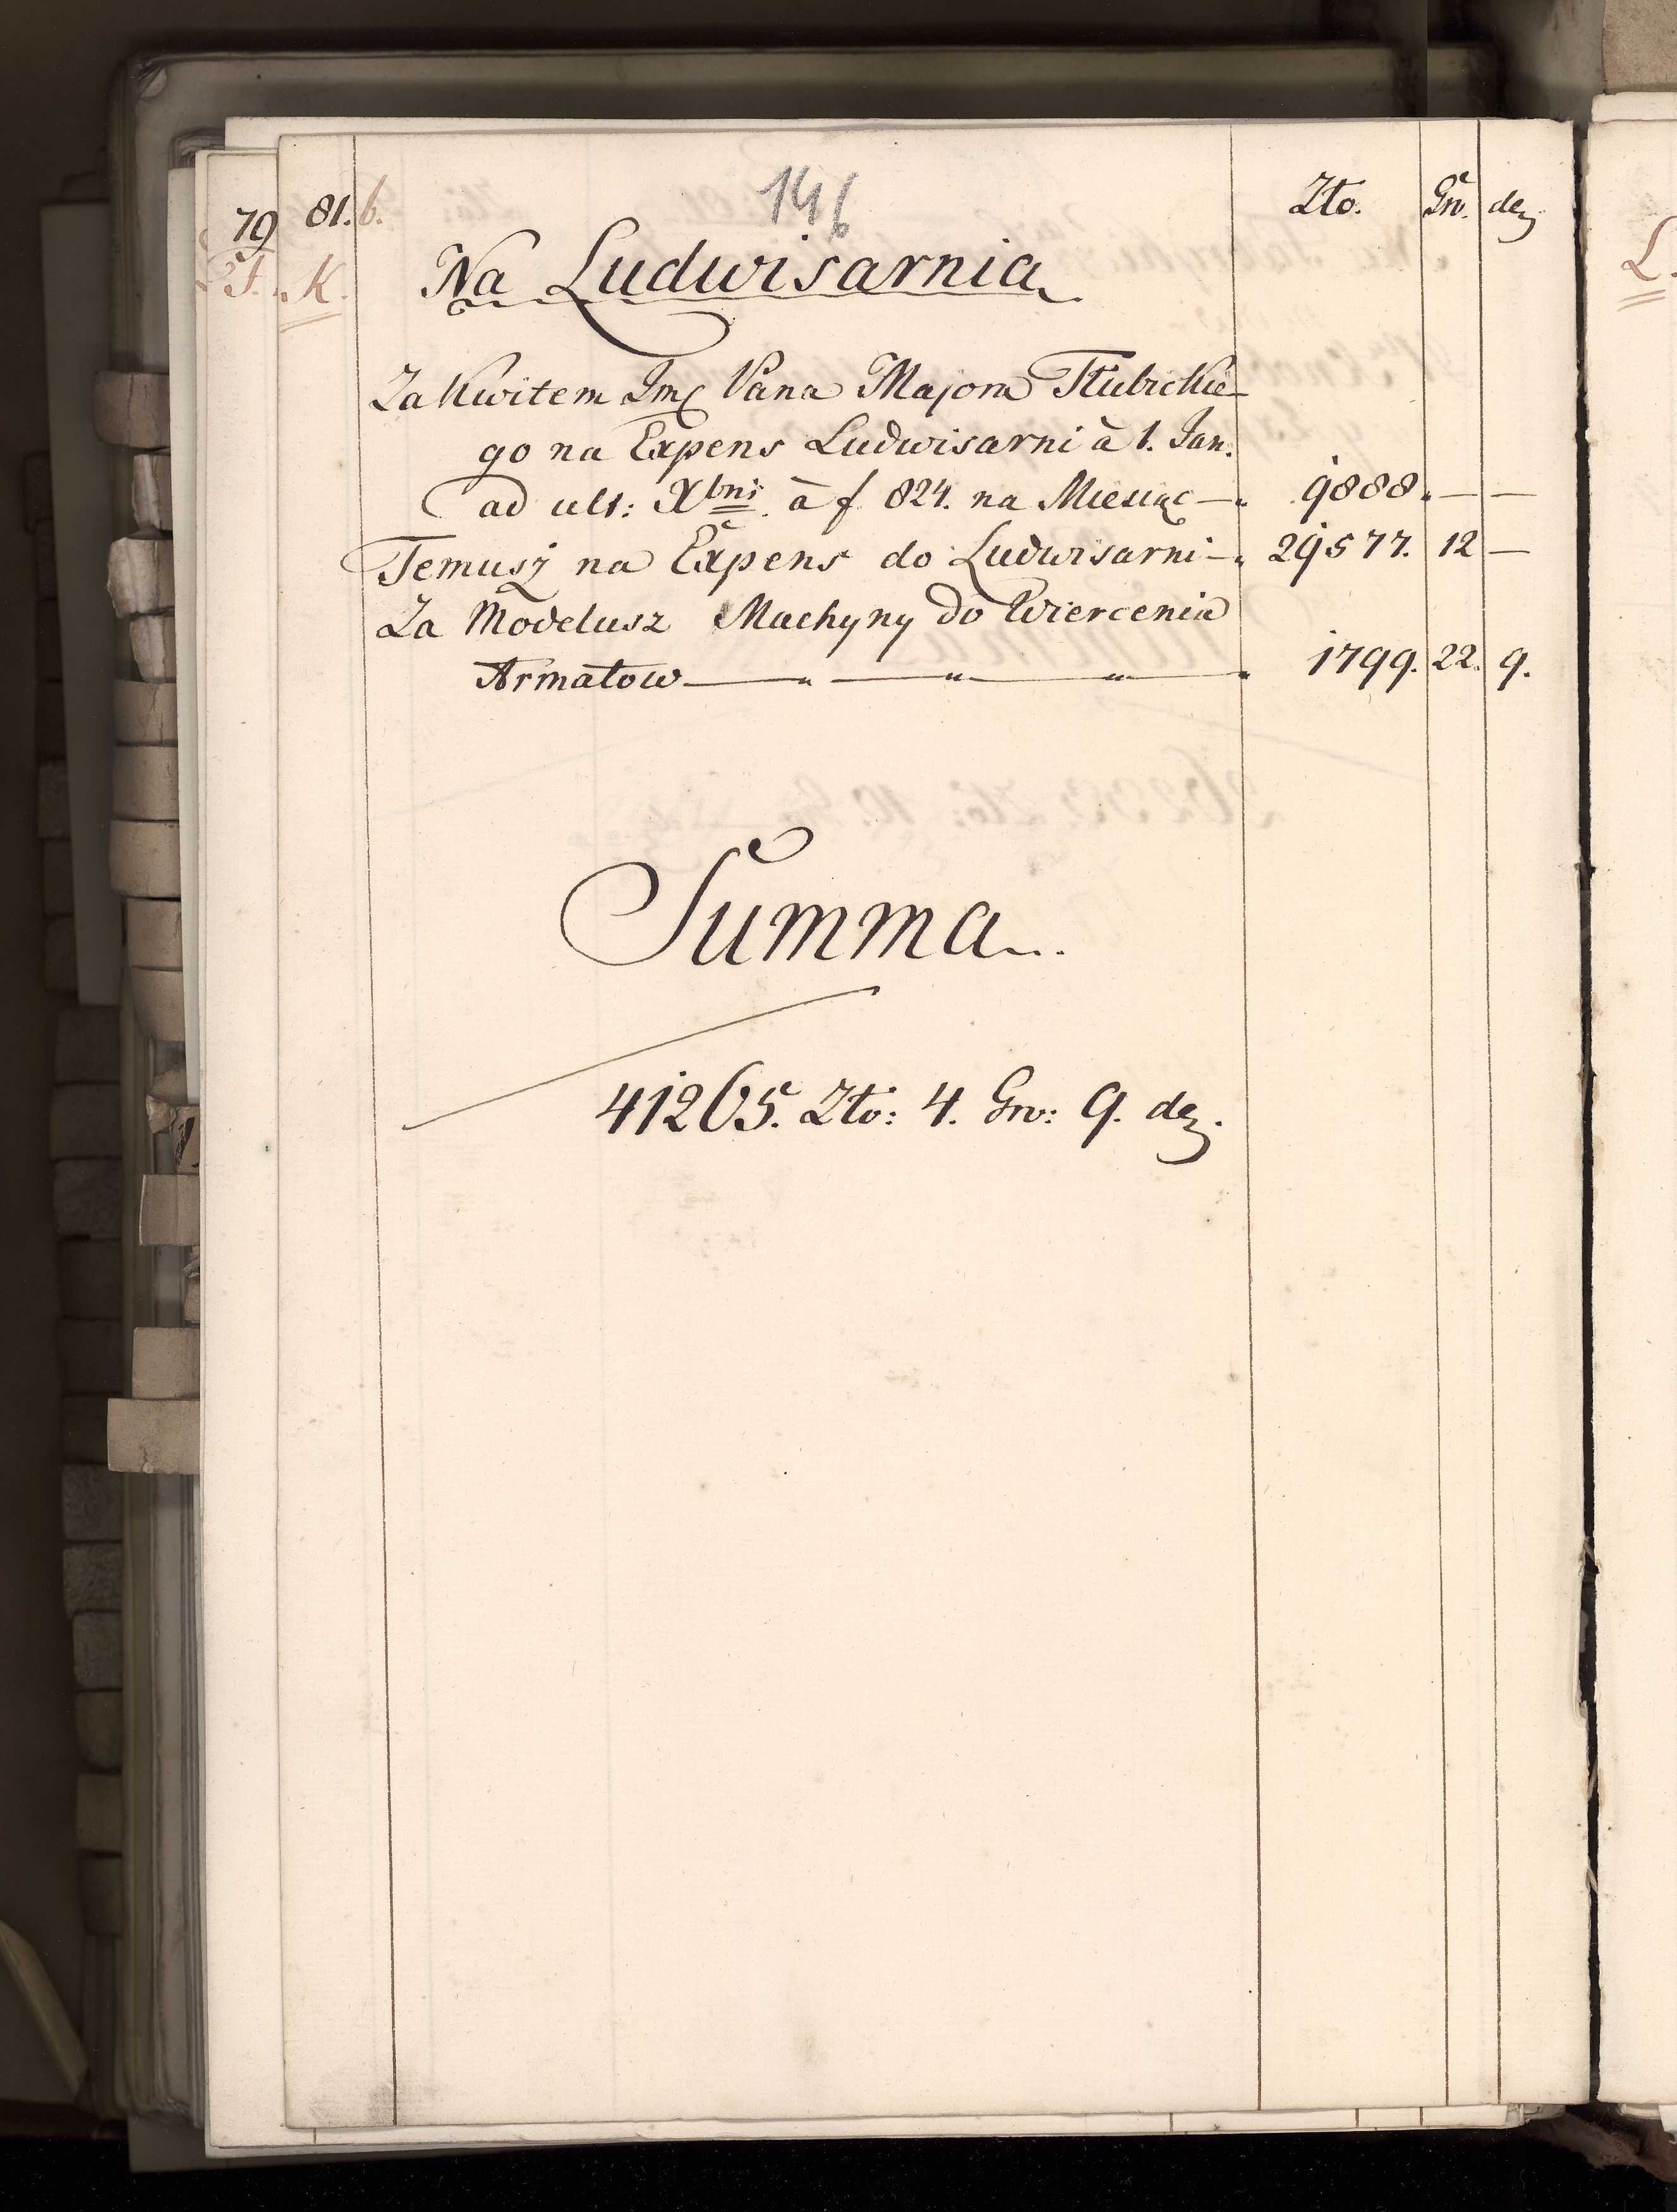 146
79 81. b. Zło. Gr. den
T. K. L.
Na Ludwisarnia
Za Kwitem Jmc Pana Majora Hubickie-
go na Expens Ludwisarni à 1. Jan:
ad ult: Xbris. à f 824. na Miesiąc 9888. — —
Temusz na Expens do Ludwisarni 29577. 12 —
Za Modelusz Machyny do Wiercenia
Armatow 1799. 22. 9.
Summa
41265. Zło: 4. Gr: 9. den.